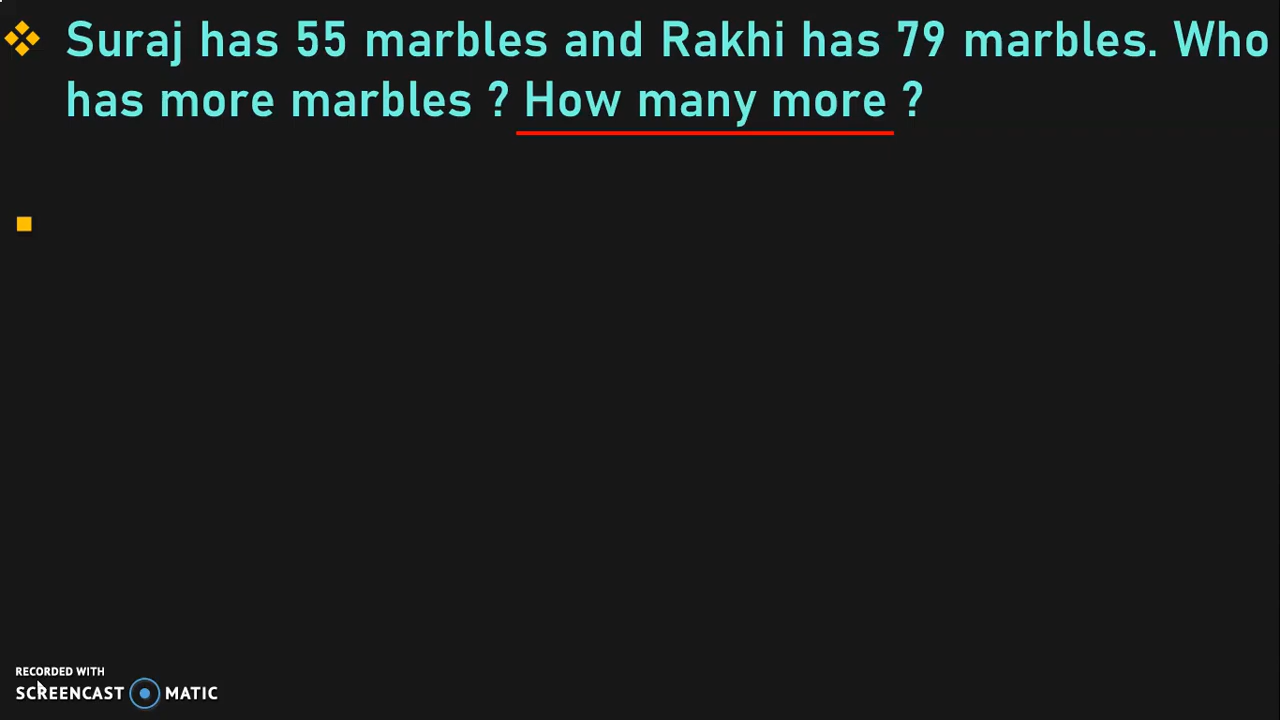 Suraj has 55 marbles and Rakhi has 79 marbles. Who
has more marbles ? How many more ?
RECORDED WITH
SCREENCAST MATIC